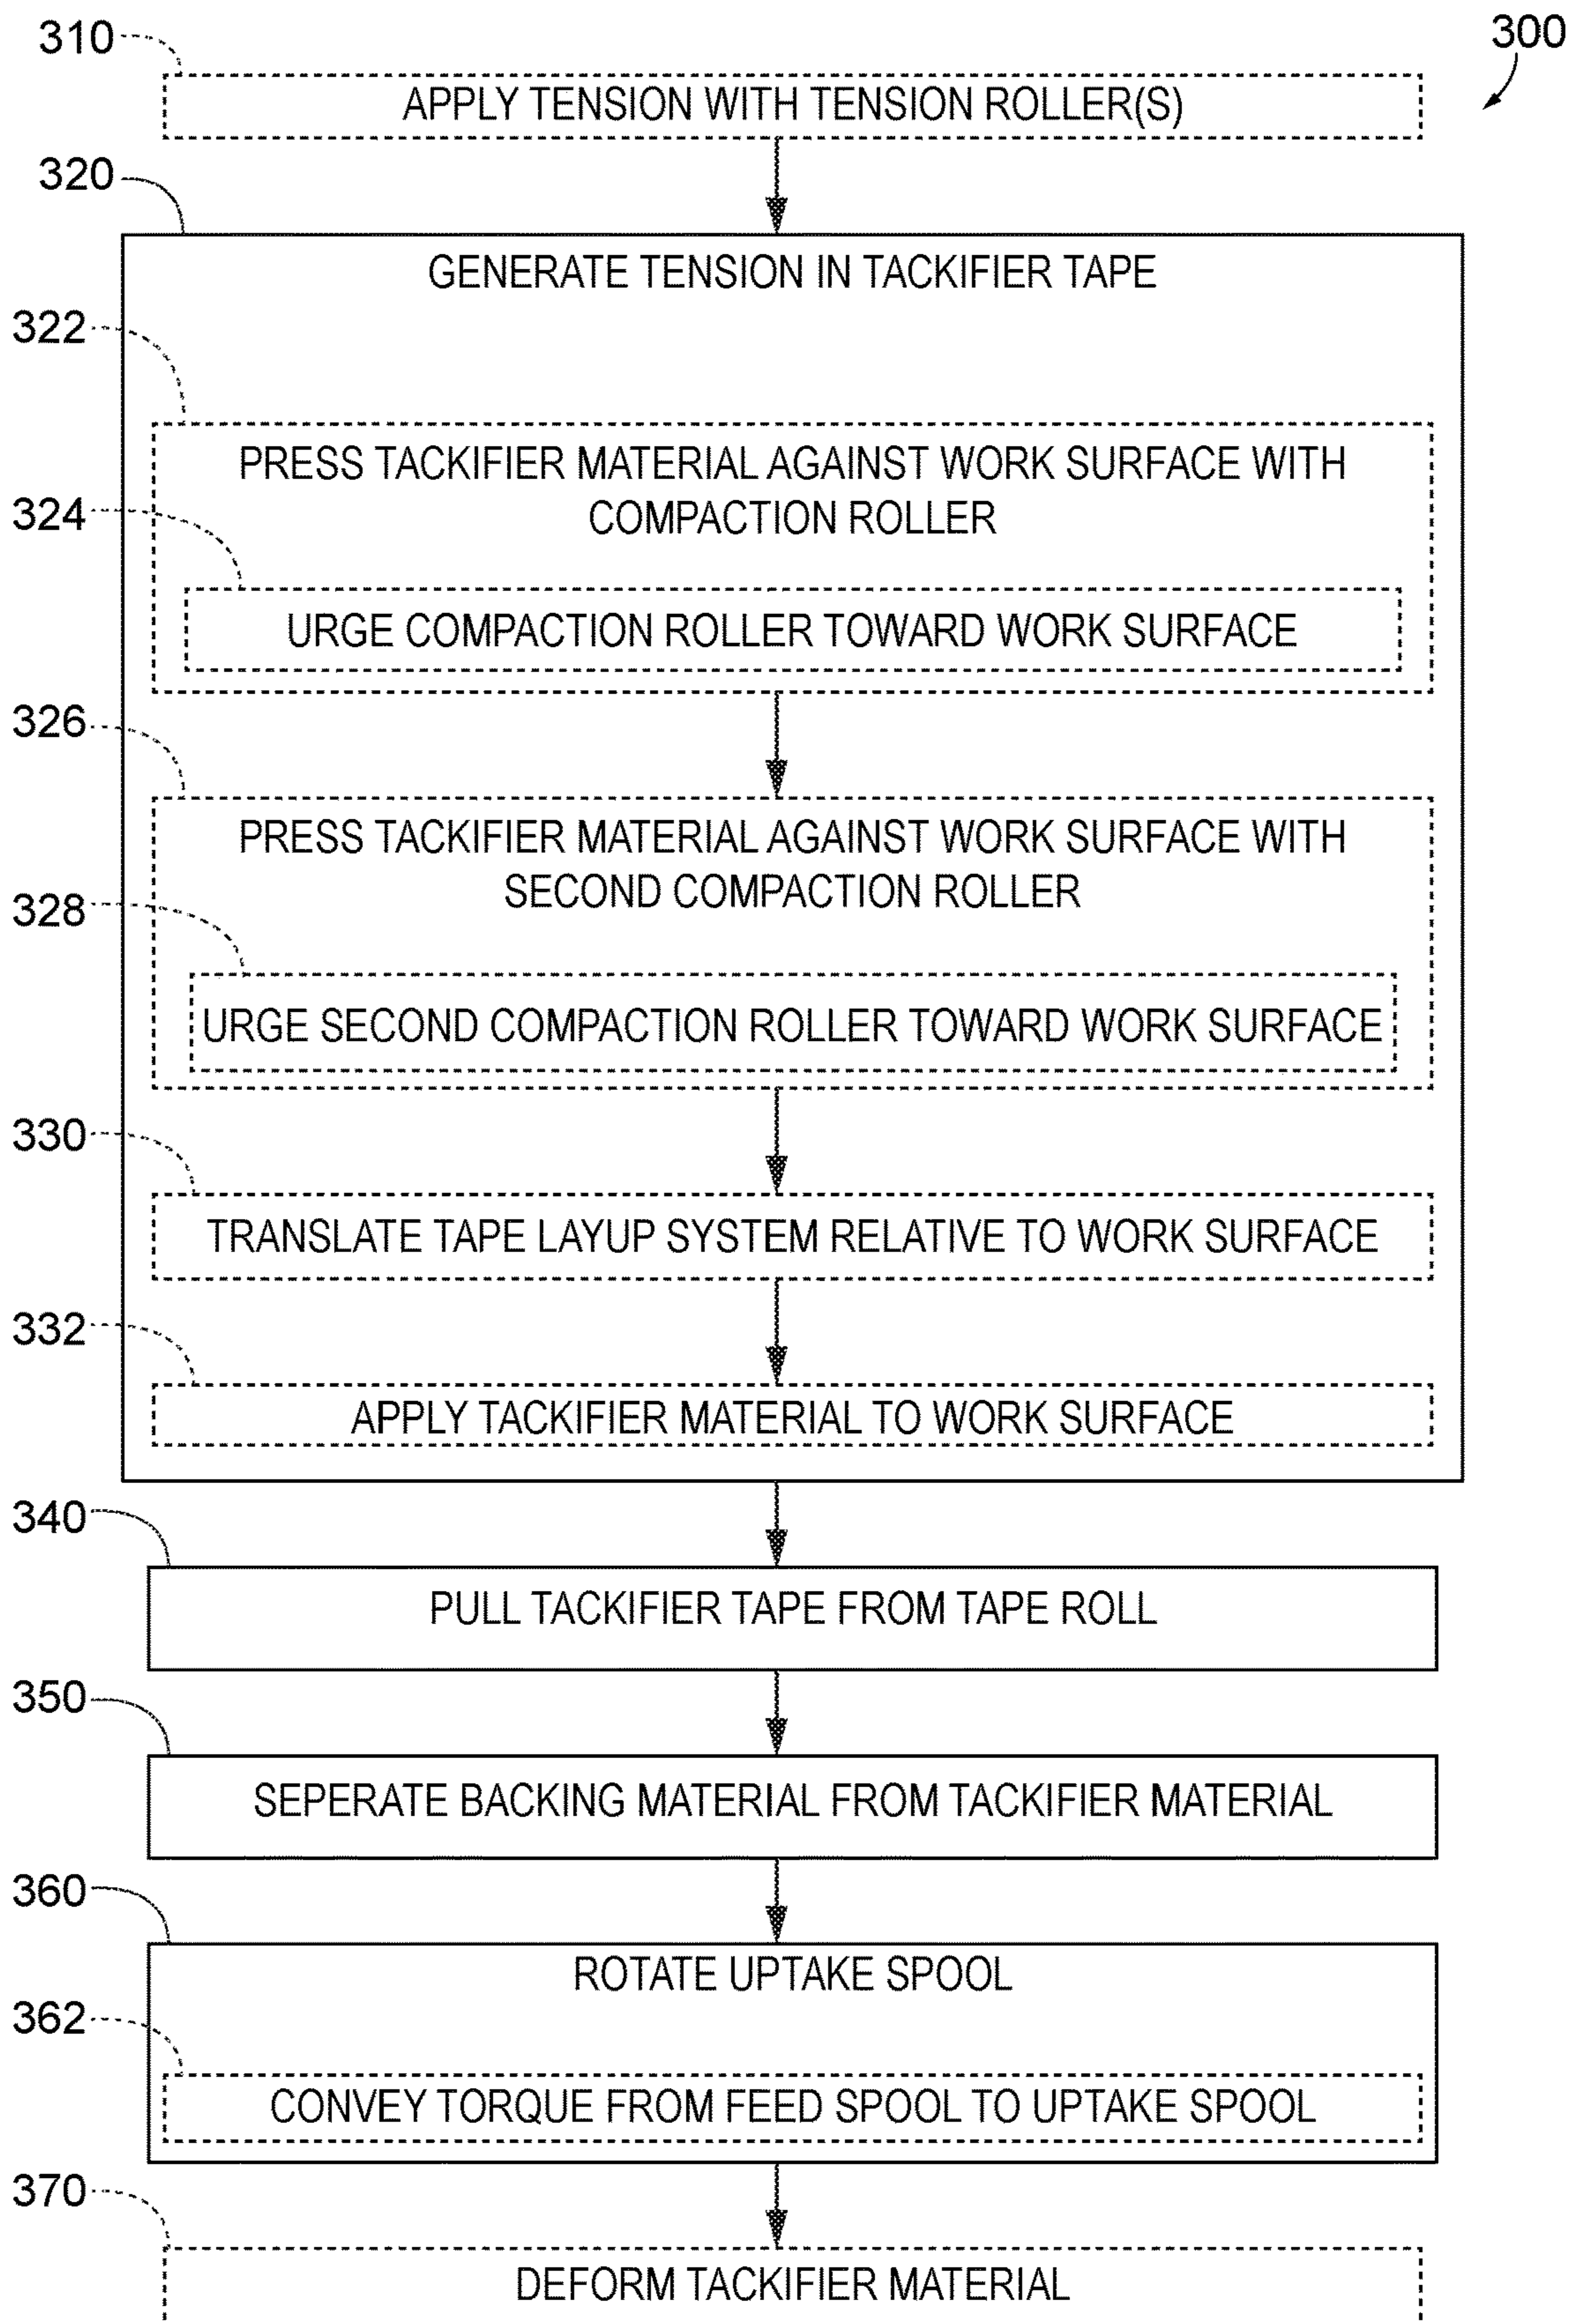 310
300
APPLY TENSION WITH TENSION ROLLER(S)
320
GENERATE TENSION IN TACKIFIER TAPE
322
PRESS TACKIFIER MATERIAL AGAINST WORK SURFACE WITH
COMPACTION ROLLER
324
URGE COMPACTION ROLLER TOWARD WORK SURFACE
326
PRESS TACKIFIER MATERIAL AGAINST WORK SURFACE WITH
SECOND COMPACTION ROLLER
328
URGE SECOND COMPACTION ROLLER TOWARD WORK SURFACE
330
TRANSLATE TAPE LAYUP SYSTEM RELATIVE TO WORK SURFACE
332
APPLY TACKIFIER MATERIAL TO WORK SURFACE
340
PULL TACKIFIER TAPE FROM TAPE ROLL
350
SEPERATE BACKING MATERIAL FROM TACKIFIER MATERIAL
360
ROTATE UPTAKE SPOOL
362
CONVEY TORQUE FROM FEED SPOOL TO UPTAKE SPOOL
370
DEFORM TACKIFIER MATERIAL